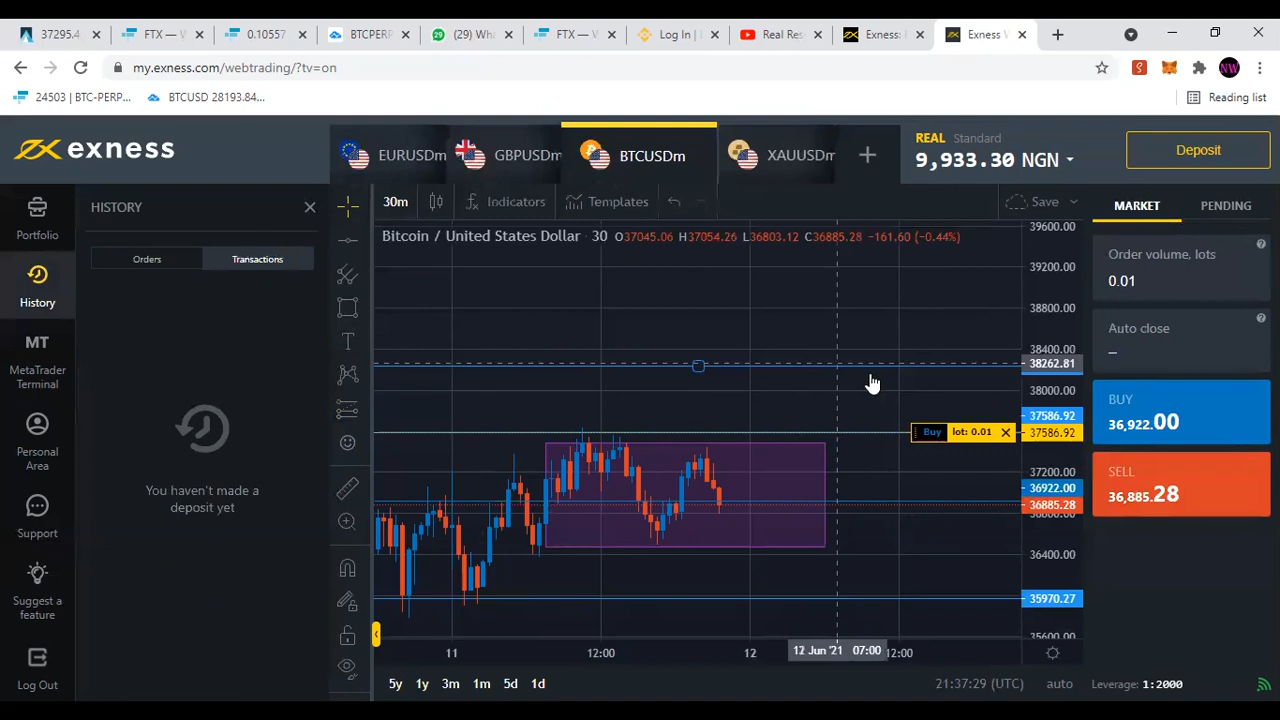 37295.4
FTX — W
0.10557
BTCPERP
(29) Wha
FTX — W
Log In |
Real Res
Exness:
Exness W
my.exness.com/webtrading/?tv=on
NW
24503 | BTC-PERP...
BTCUSD 28193.84...
Reading list
exness
EURUSDm
GBPUSDm
BTCUSDm
XAUUSDm
REAL Standard
9,933.30 NGN
Deposit
Portfolio
History
MT
MetaTrader
Terminal
Personal
Area
Support
Suggest a
feature
Log Out
HISTORY
Orders
Transactions
You haven't made a
deposit yet
30m
Indicators
Templates
Save
Bitcoin / United States Dollar · 30 O37045.06 H37054.26 L36803.12 C36885.28 −161.60 (−0.44%)
39600.00
39200.00
38800.00
38400.00
38262.81
38000.00
37586.92
Buy lot: 0.01
37586.92
37200.00
36922.00
36885.28
36800.00
36400.00
35970.27
35600.00
11
12:00
12
12 Jun '21 07:00
12:00
5y
1y
3m
1m
5d
1d
21:37:29 (UTC)
auto
MARKET
PENDING
Order volume, lots
0.01
Auto close
–
BUY
36,922.00
SELL
36,885.28
Leverage: 1:2000